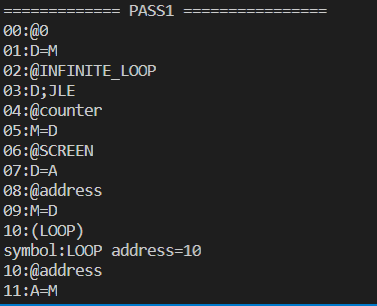 ============= PASS1 ================
00:@0
01:D=M
02:@INFINITE_LOOP
03:D;JLE
04:@counter
05:M=D
06:@SCREEN
07:D=A
08:@address
09:M=D
10:(LOOP)
symbol:LOOP address=10
10:@address
11:A=M